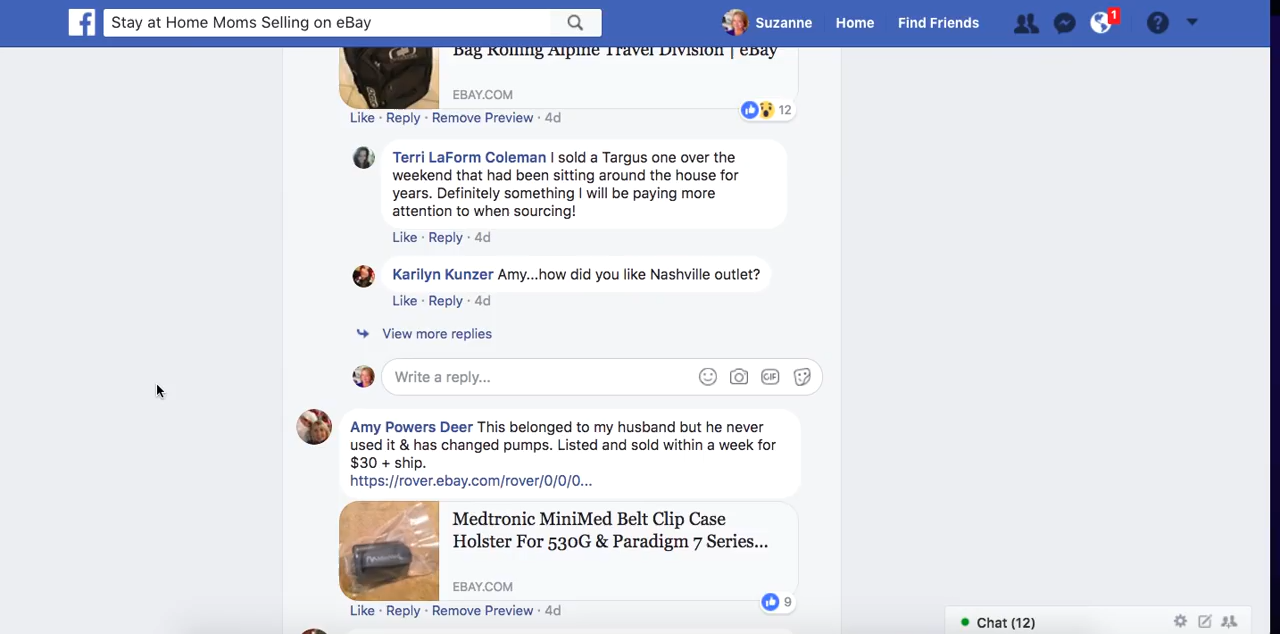 Stay at Home Moms Selling on eBay
Suzanne
Home
Find Friends
1
Bag Rolling Alpine Travel Division | eBay
EBAY.COM
12
Like · Reply · Remove Preview · 4d
Terri LaForm Coleman I sold a Targus one over the
weekend that had been sitting around the house for
years. Definitely something I will be paying more
attention to when sourcing!
Like · Reply · 4d
Karilyn Kunzer Amy...how did you like Nashville outlet?
Like · Reply · 4d
View more replies
Write a reply...
GIF
Amy Powers Deer This belonged to my husband but he never
used it & has changed pumps. Listed and sold within a week for
$30 + ship.
https://rover.ebay.com/rover/0/0/0...
Medtronic MiniMed Belt Clip Case
Holster For 530G & Paradigm 7 Series...
EBAY.COM
9
Like · Reply · Remove Preview · 4d
Chat (12)